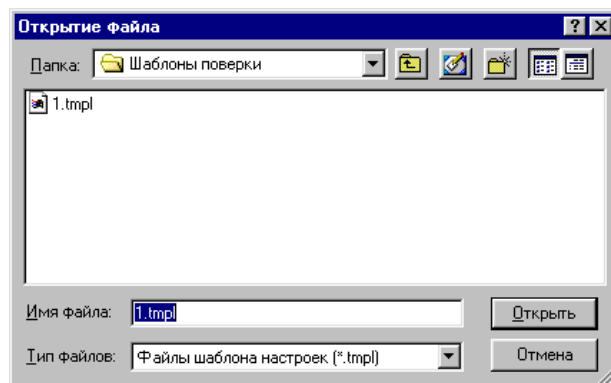 Открытие файла
Папка: Шаблоны поверки
1.tmpl
Имя файла: 1.tmpl Открыть
Тип файлов: Файлы шаблона настроек (*.tmpl) Отмена